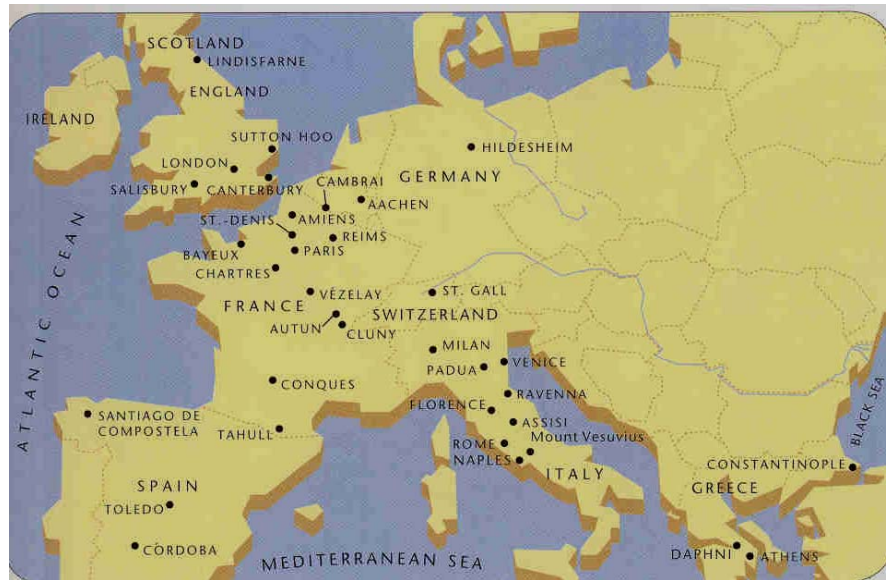 SCOTLAND
LINDISFARNE
ENGLAND
IRELAND
SUTTON HOO
LONDON
HILDESHEIM
SALISBURY
CANTERBURY
CAMBRAI
GERMANY
AACHEN
ST.-DENIS
AMIENS
REIMS
BAYEUX
PARIS
CHARTRES
ATLANTIC OCEAN
FRANCE
VÉZELAY
ST. GALL
SWITZERLAND
AUTUN
CLUNY
MILAN
VENICE
PADUA
CONQUES
RAVENNA
FLORENCE
SANTIAGO DE
COMPOSTELA
TAHULL
ASSISI
Mount Vesuvius
ROME
NAPLES
ITALY
BLACK SEA
CONSTANTINOPLE
GREECE
SPAIN
TOLEDO
CÓRDOBA
MEDITERRANEAN SEA
DAPHNI
ATHENS